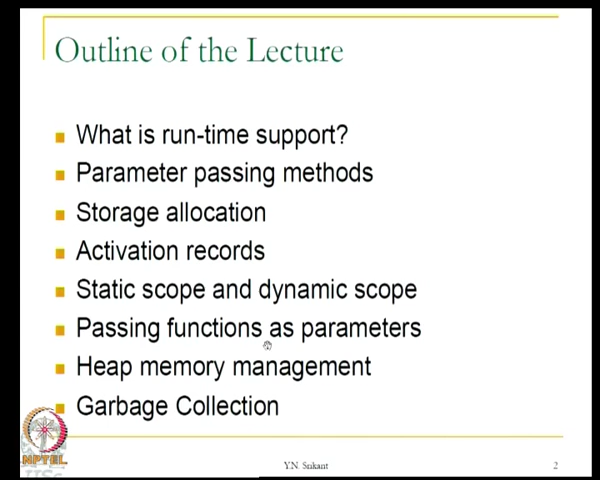 Outline of the Lecture
What is run-time support?
Parameter passing methods
Storage allocation
Activation records
Static scope and dynamic scope
Passing functions as parameters
Heap memory management
Garbage Collection
NPTEL
Y.N. Srikant
2